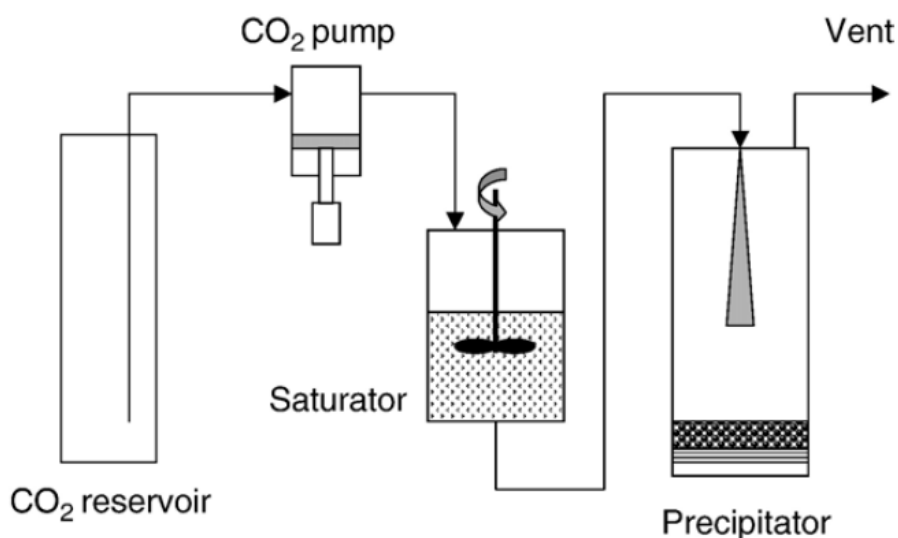 CO₂ pump
Vent
Saturator
CO₂ reservoir
Precipitator